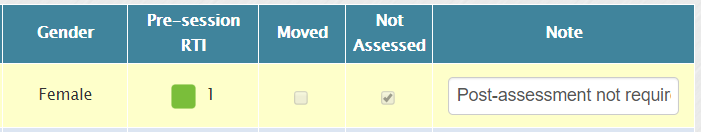 Gender Pre-session RTI Moved Not Assessed Note
Female 1 Post-assessment not requir